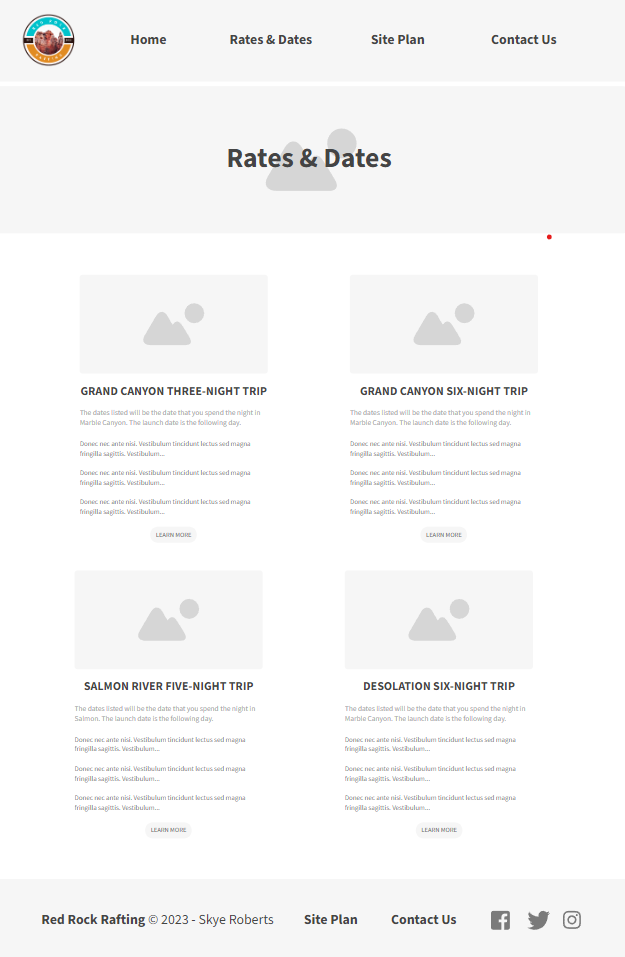 Home
Rates & Dates
Site Plan
Contact Us
Rates & Dates
GRAND CANYON THREE-NIGHT TRIP
The dates listed will be the date that you spend the night in
Marble Canyon. The launch date is the following day.
Donec nec ante nisi. Vestibulum tincidunt lectus sed magna
fringilla sagittis. Vestibulum...
Donec nec ante nisi. Vestibulum tincidunt lectus sed magna
fringilla sagittis. Vestibulum...
Donec nec ante nisi. Vestibulum tincidunt lectus sed magna
fringilla sagittis. Vestibulum...
LEARN MORE
GRAND CANYON SIX-NIGHT TRIP
The dates listed will be the date that you spend the night in
Marble Canyon. The launch date is the following day.
Donec nec ante nisi. Vestibulum tincidunt lectus sed magna
fringilla sagittis. Vestibulum...
Donec nec ante nisi. Vestibulum tincidunt lectus sed magna
fringilla sagittis. Vestibulum...
Donec nec ante nisi. Vestibulum tincidunt lectus sed magna
fringilla sagittis. Vestibulum...
LEARN MORE
SALMON RIVER FIVE-NIGHT TRIP
The dates listed will be the date that you spend the night in
Salmon. The launch date is the following day.
Donec nec ante nisi. Vestibulum tincidunt lectus sed magna
fringilla sagittis. Vestibulum...
Donec nec ante nisi. Vestibulum tincidunt lectus sed magna
fringilla sagittis. Vestibulum...
Donec nec ante nisi. Vestibulum tincidunt lectus sed magna
fringilla sagittis. Vestibulum...
LEARN MORE
DESOLATION SIX-NIGHT TRIP
The dates listed will be the date that you spend the night in
Marble Canyon. The launch date is the following day.
Donec nec ante nisi. Vestibulum tincidunt lectus sed magna
fringilla sagittis. Vestibulum...
Donec nec ante nisi. Vestibulum tincidunt lectus sed magna
fringilla sagittis. Vestibulum...
Donec nec ante nisi. Vestibulum tincidunt lectus sed magna
fringilla sagittis. Vestibulum...
LEARN MORE
Red Rock Rafting © 2023 - Skye Roberts
Site Plan
Contact Us